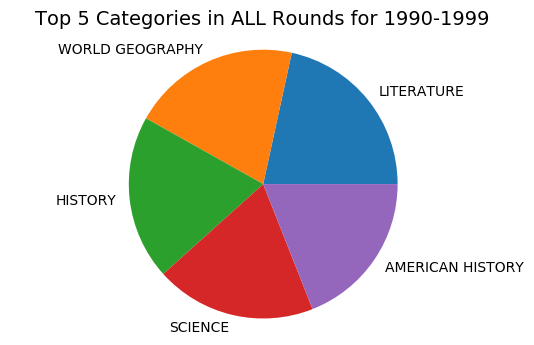 Top 5 Categories in ALL Rounds for 1990-1999
WORLD GEOGRAPHY
LITERATURE
HISTORY
AMERICAN HISTORY
SCIENCE